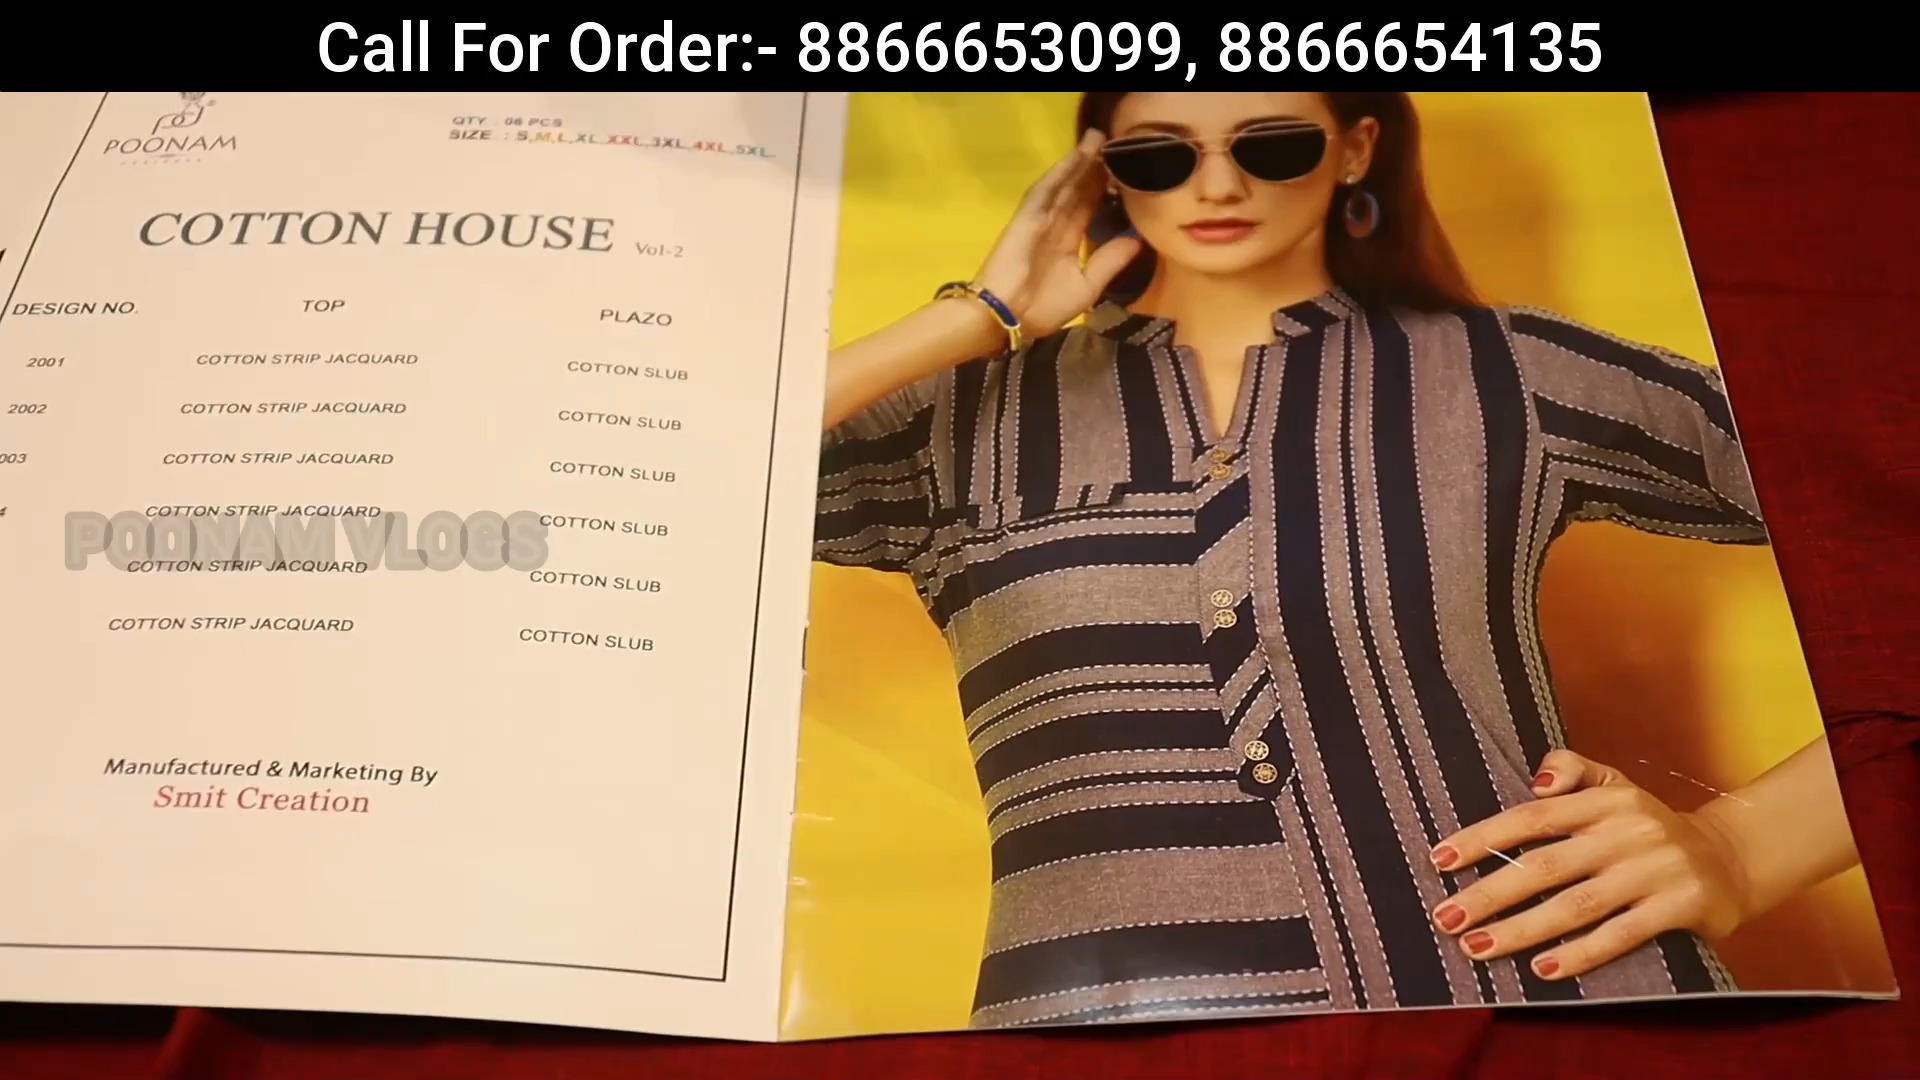 Call For Order:- 8866653099, 8866654135
POONAM
QTY : 06 PCS
SIZE : S,M,L,XL,XXL,3XL,4XL,5XL.
COTTON HOUSE Vol-2
DESIGN NO. TOP PLAZO
2001 COTTON STRIP JACQUARD COTTON SLUB
2002 COTTON STRIP JACQUARD COTTON SLUB
003 COTTON STRIP JACQUARD COTTON SLUB
4 COTTON STRIP JACQUARD COTTON SLUB
POONAM VLOGS
COTTON STRIP JACQUARD COTTON SLUB
COTTON STRIP JACQUARD COTTON SLUB
Manufactured & Marketing By
Smit Creation